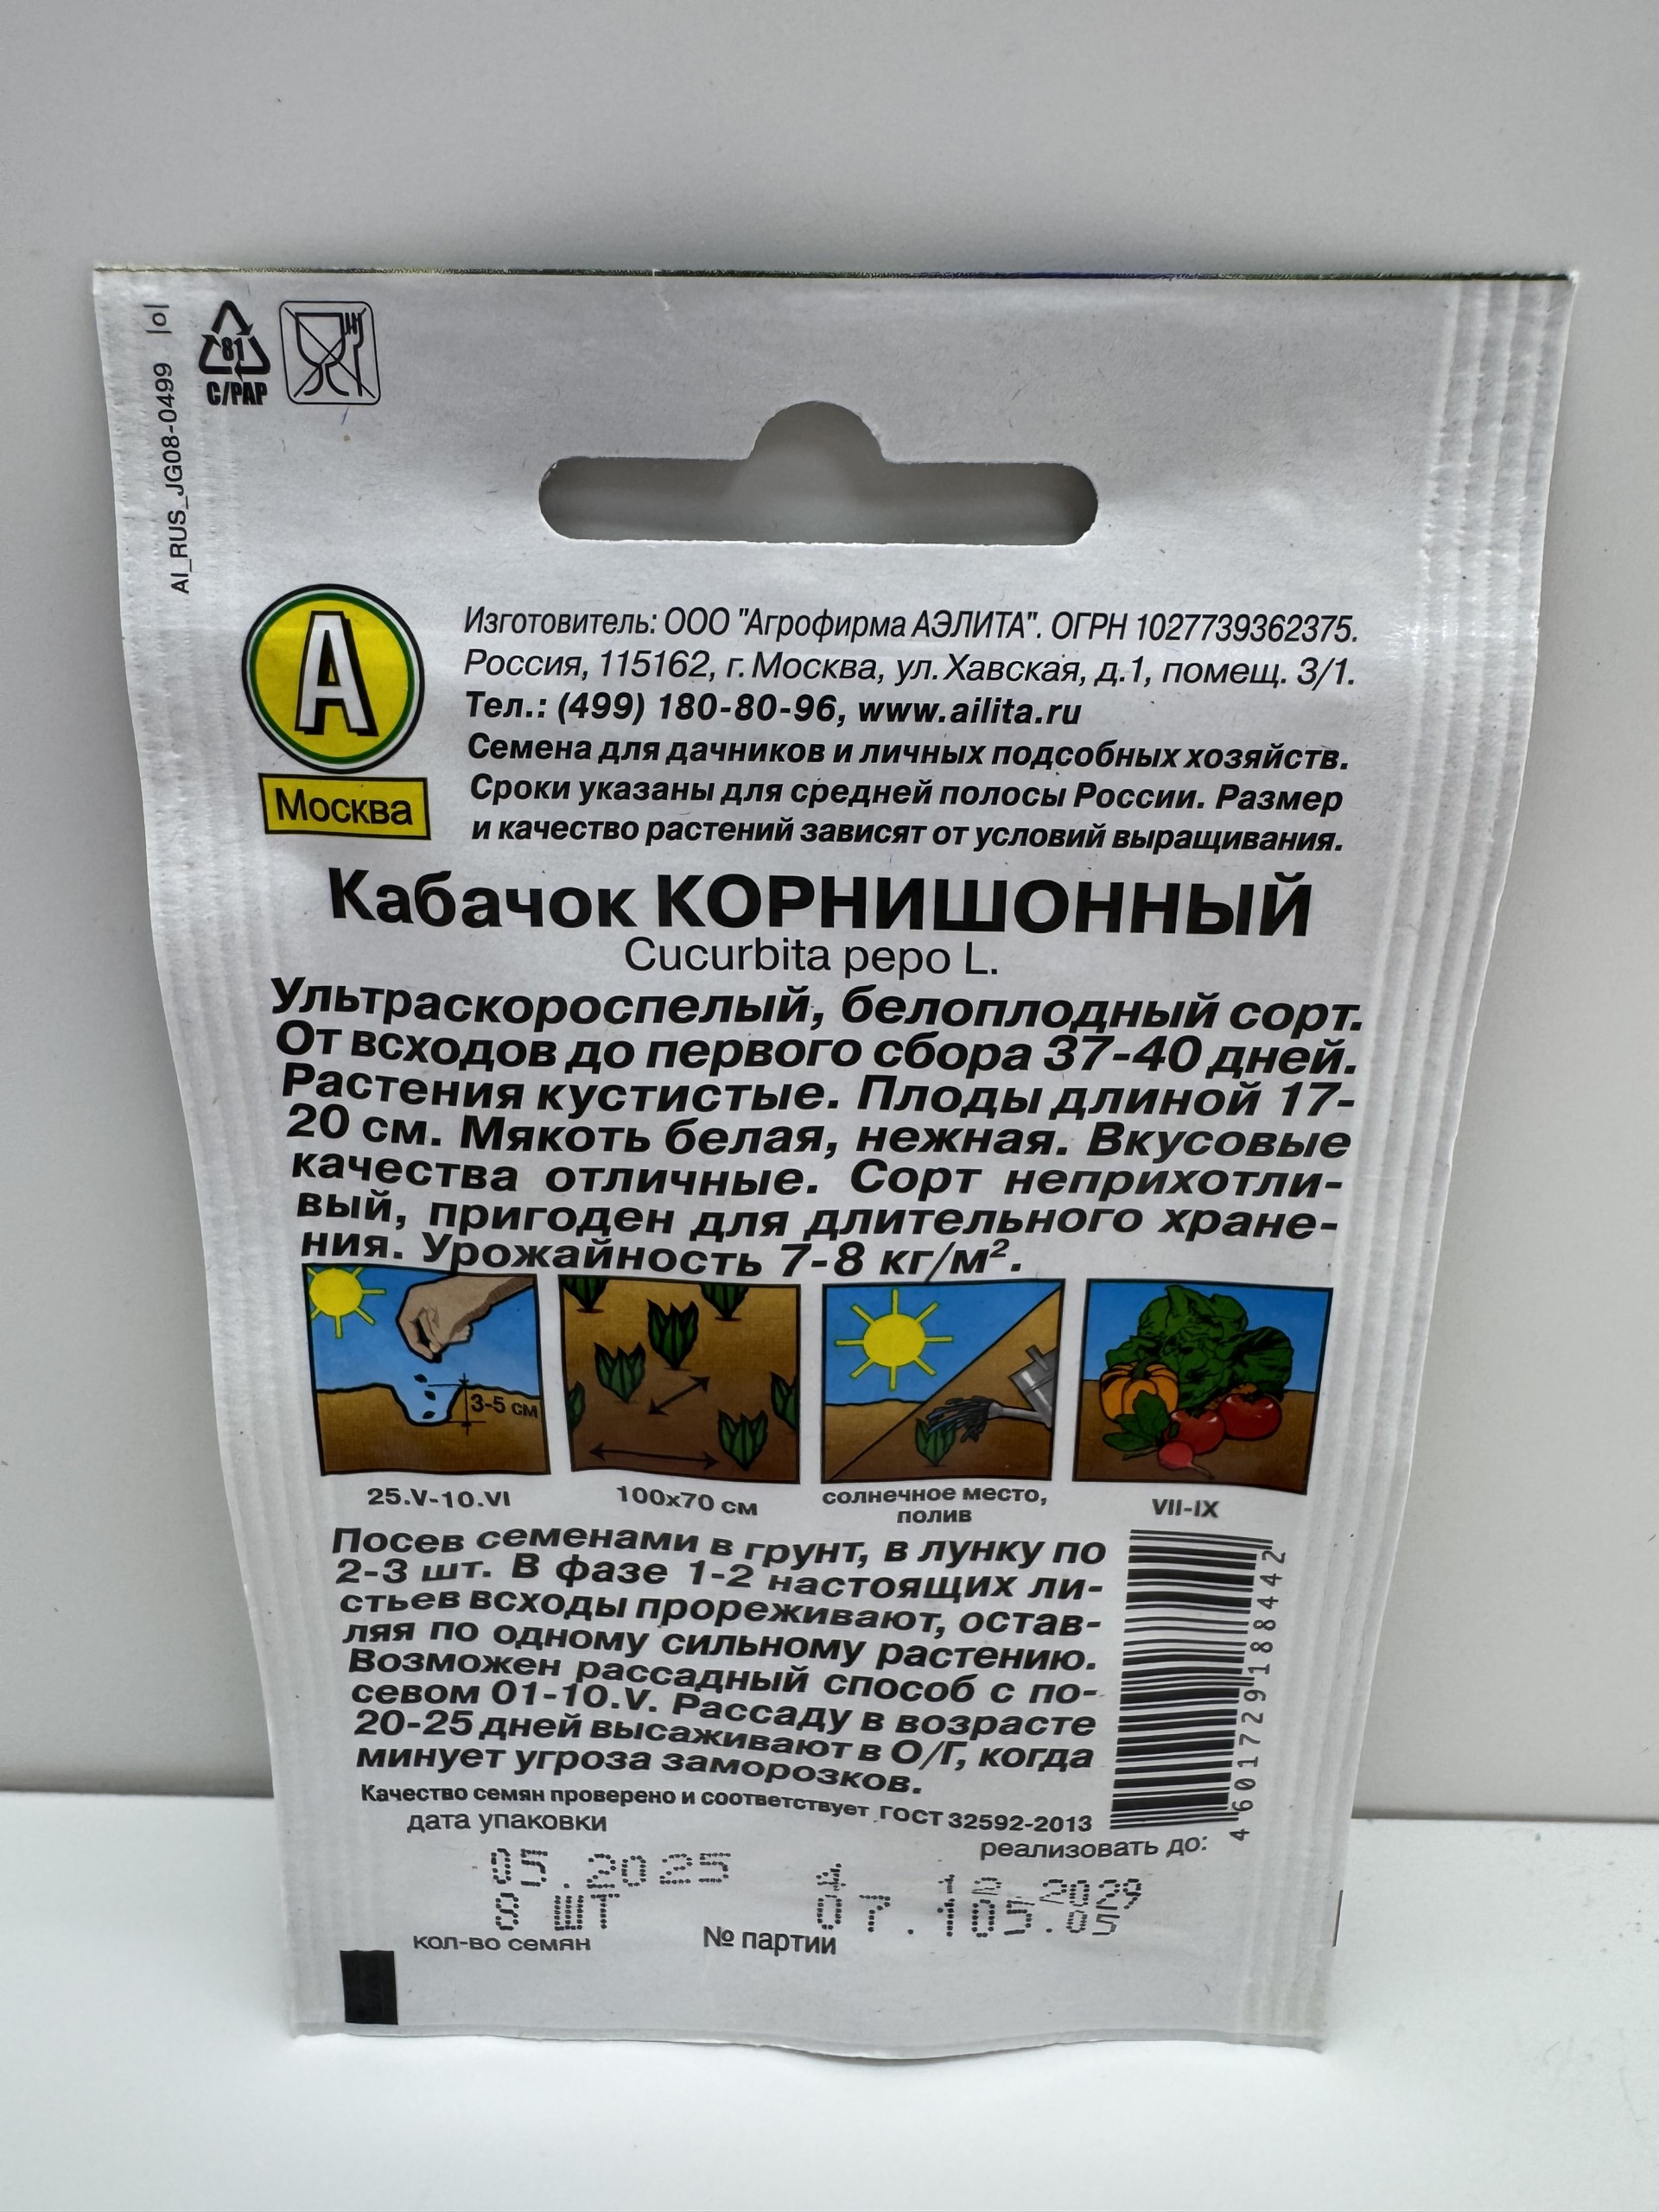 AI_RUS_JG08-0499 |o|
81
C/PAP
А
Москва
Изготовитель: ООО "Агрофирма АЭЛИТА". ОГРН 1027739362375.
Россия, 115162, г. Москва, ул. Хавская, д.1, помещ. 3/1.
Тел.: (499) 180-80-96, www.ailita.ru
Семена для дачников и личных подсобных хозяйств.
Сроки указаны для средней полосы России. Размер
и качество растений зависят от условий выращивания.
Кабачок КОРНИШОННЫЙ
Cucurbita pepo L.
Ультраскороспелый, белоплодный сорт.
От всходов до первого сбора 37-40 дней.
Растения кустистые. Плоды длиной 17-
20 см. Мякоть белая, нежная. Вкусовые
качества отличные. Сорт неприхотли-
вый, пригоден для длительного хране-
ния. Урожайность 7-8 кг/м².
3-5 см
25.V-10.VI
100х70 см
солнечное место,
полив
VII-IX
Посев семенами в грунт, в лунку по
2-3 шт. В фазе 1-2 настоящих ли-
стьев всходы прореживают, остав-
ляя по одному сильному растению.
Возможен рассадный способ с по-
севом 01-10.V. Рассаду в возрасте
20-25 дней высаживают в О/Г, когда
минует угроза заморозков.
4601729188442
Качество семян проверено и соответствует ГОСТ 32592-2013
дата упаковки
реализовать до:
05.2025
8 ШТ
кол-во семян
№ партии